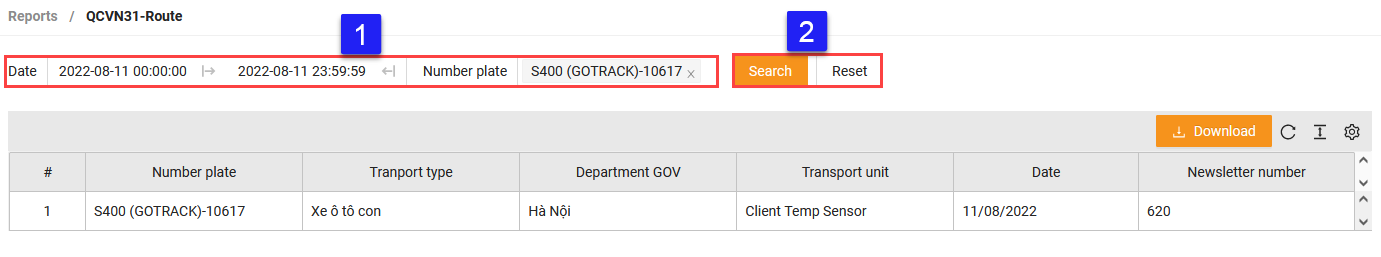 Reports / QCVN31-Route
1
2
Date 2022-08-11 00:00:00 2022-08-11 23:59:59 Number plate S400 (GOTRACK)-10617 x Search Reset
Download
# Number plate Tranport type Department GOV Transport unit Date Newsletter number
1 S400 (GOTRACK)-10617 Xe ô tô con Hà Nội Client Temp Sensor 11/08/2022 620